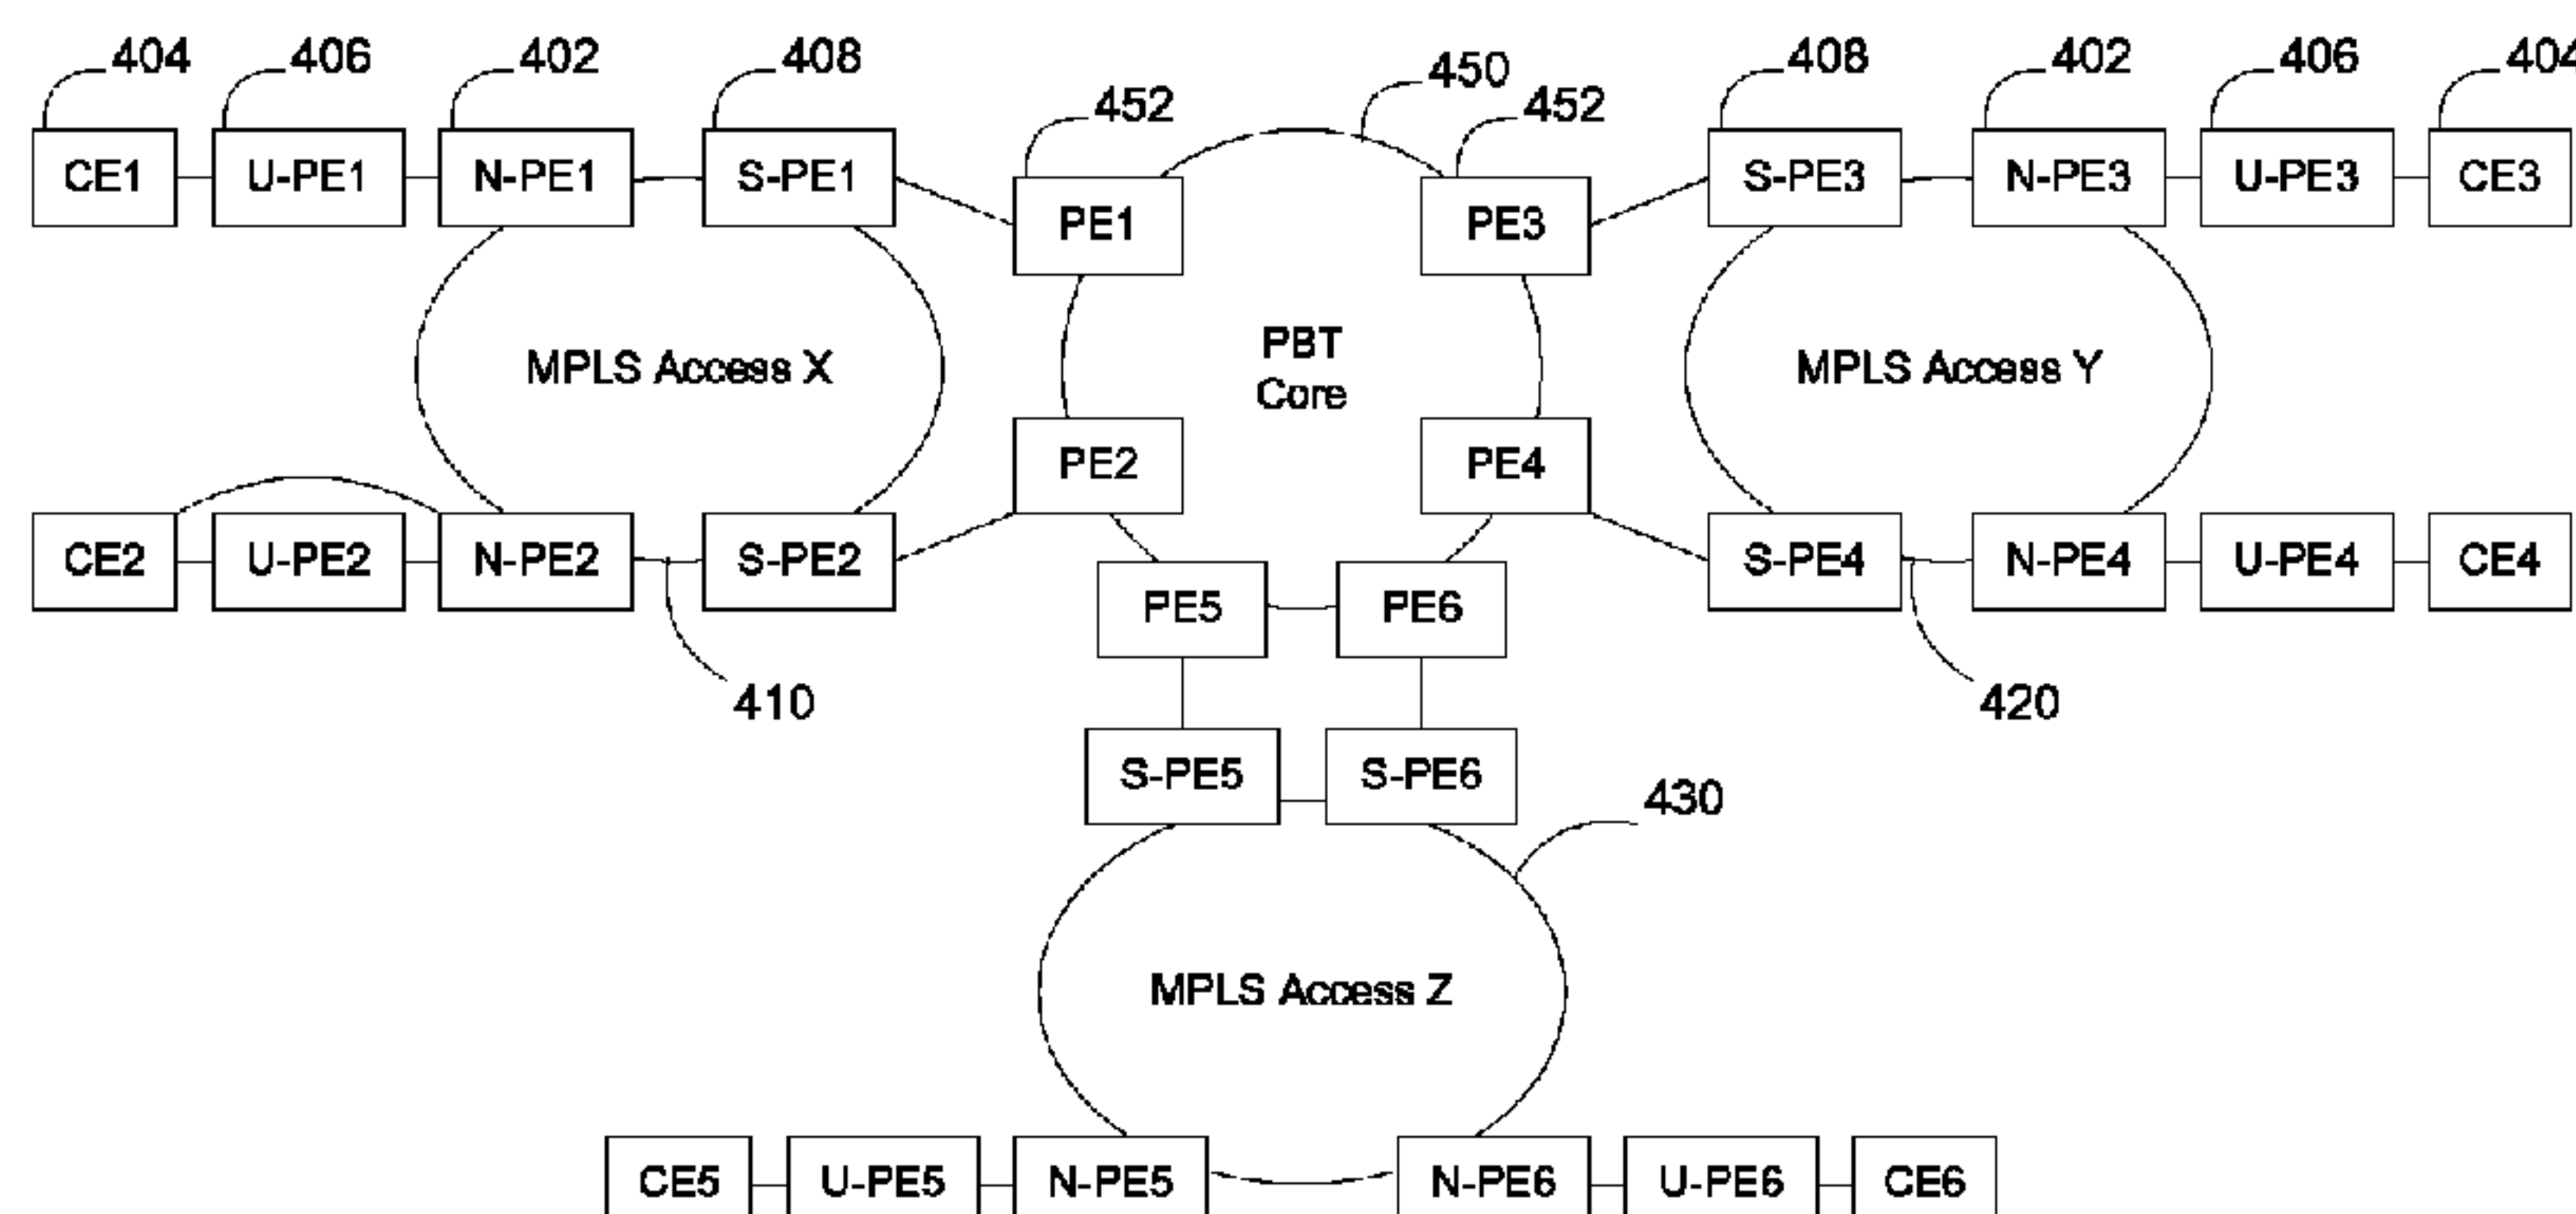 404 406 402 408 450 408 402 406 404
452 452
CE1 U-PE1 N-PE1 S-PE1 S-PE3 N-PE3 U-PE3 CE3
PE1 PE3
MPLS Access X PBT MPLS Access Y
Core
PE2 PE4
CE2 U-PE2 N-PE2 S-PE2 S-PE4 N-PE4 U-PE4 CE4
PE5 PE6
410 420
S-PE5 S-PE6
430
MPLS Access Z
CE5 U-PE5 N-PE5 N-PE6 U-PE6 CE6